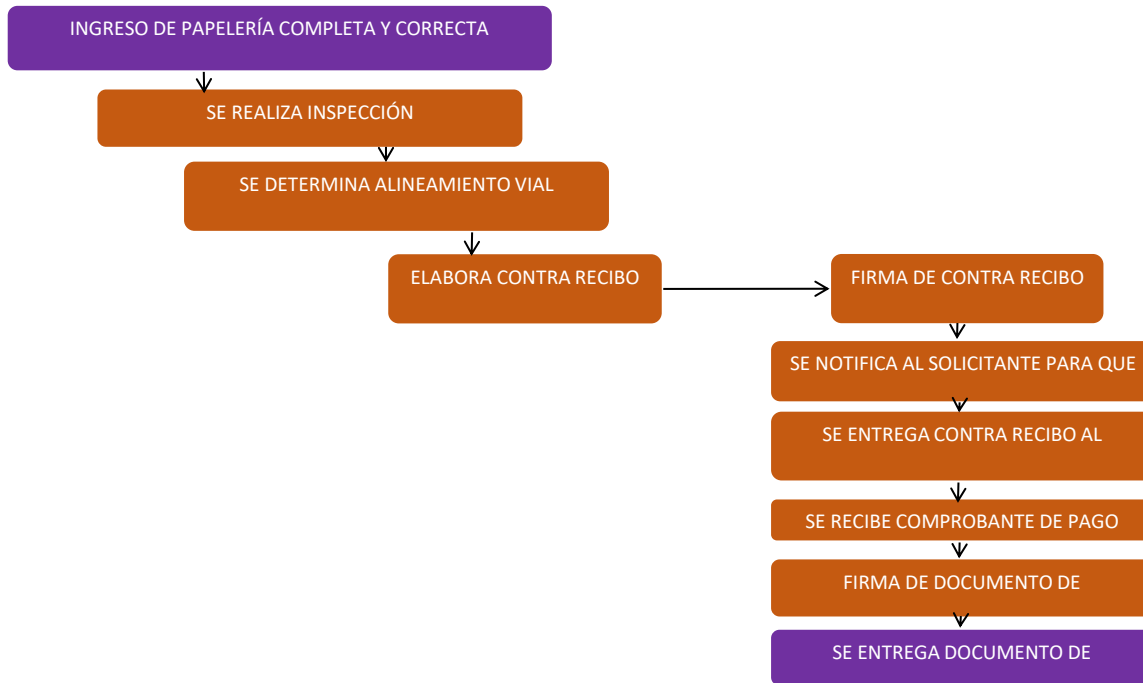 INGRESO DE PAPELERÍA COMPLETA Y CORRECTA
SE REALIZA INSPECCIÓN
SE DETERMINA ALINEAMIENTO VIAL
ELABORA CONTRA RECIBO
FIRMA DE CONTRA RECIBO
SE NOTIFICA AL SOLICITANTE PARA QUE
SE ENTREGA CONTRA RECIBO AL
SE RECIBE COMPROBANTE DE PAGO
FIRMA DE DOCUMENTO DE
SE ENTREGA DOCUMENTO DE